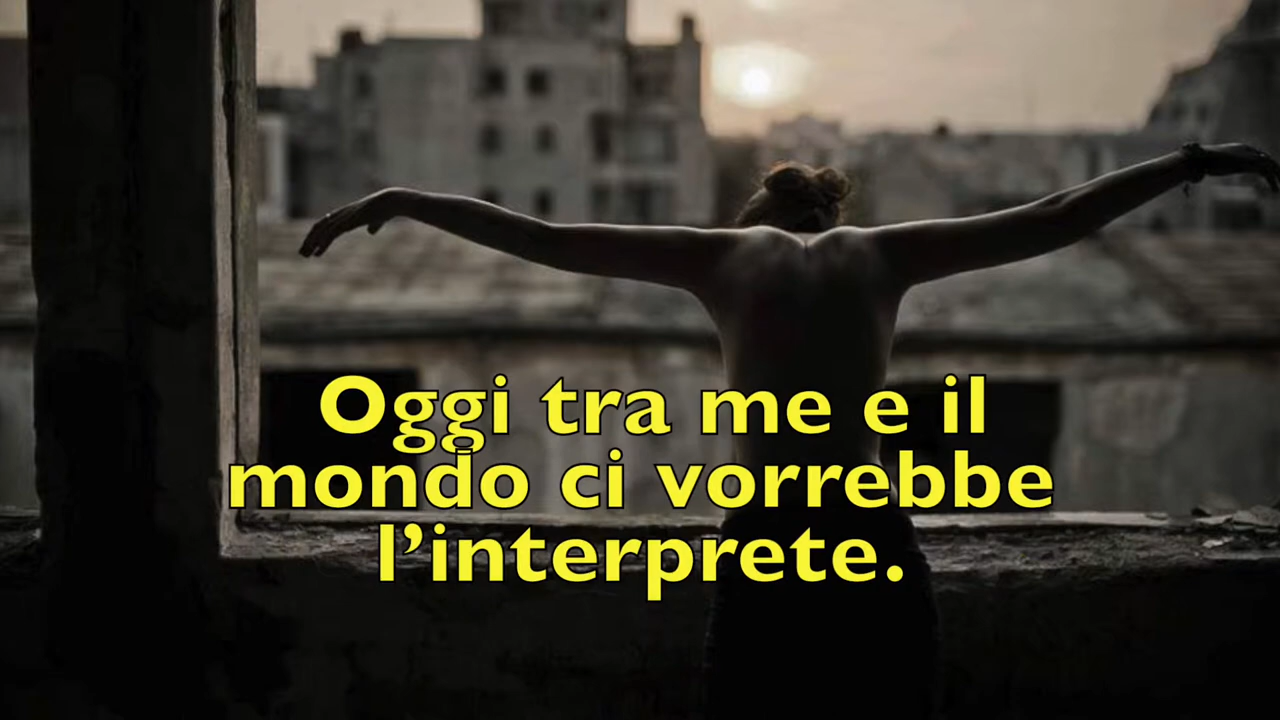 Oggi tra me e il
mondo ci vorrebbe
l’interprete.